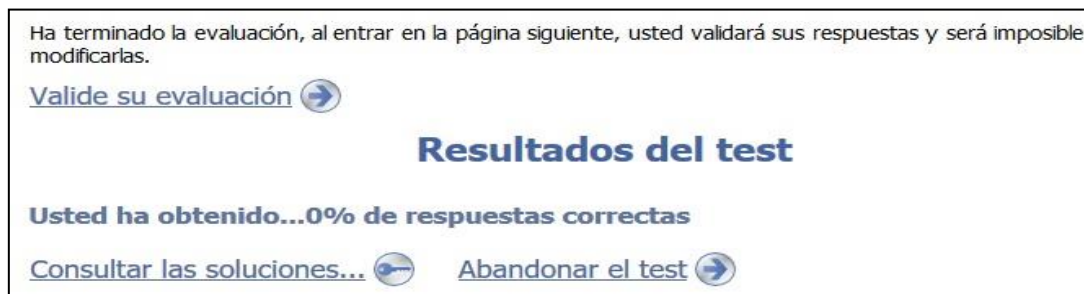 Ha terminado la evaluación, al entrar en la página siguiente, usted validará sus respuestas y será imposible
modificarlas.
Valide su evaluación
Resultados del test
Usted ha obtenido...0% de respuestas correctas
Consultar las soluciones... Abandonar el test